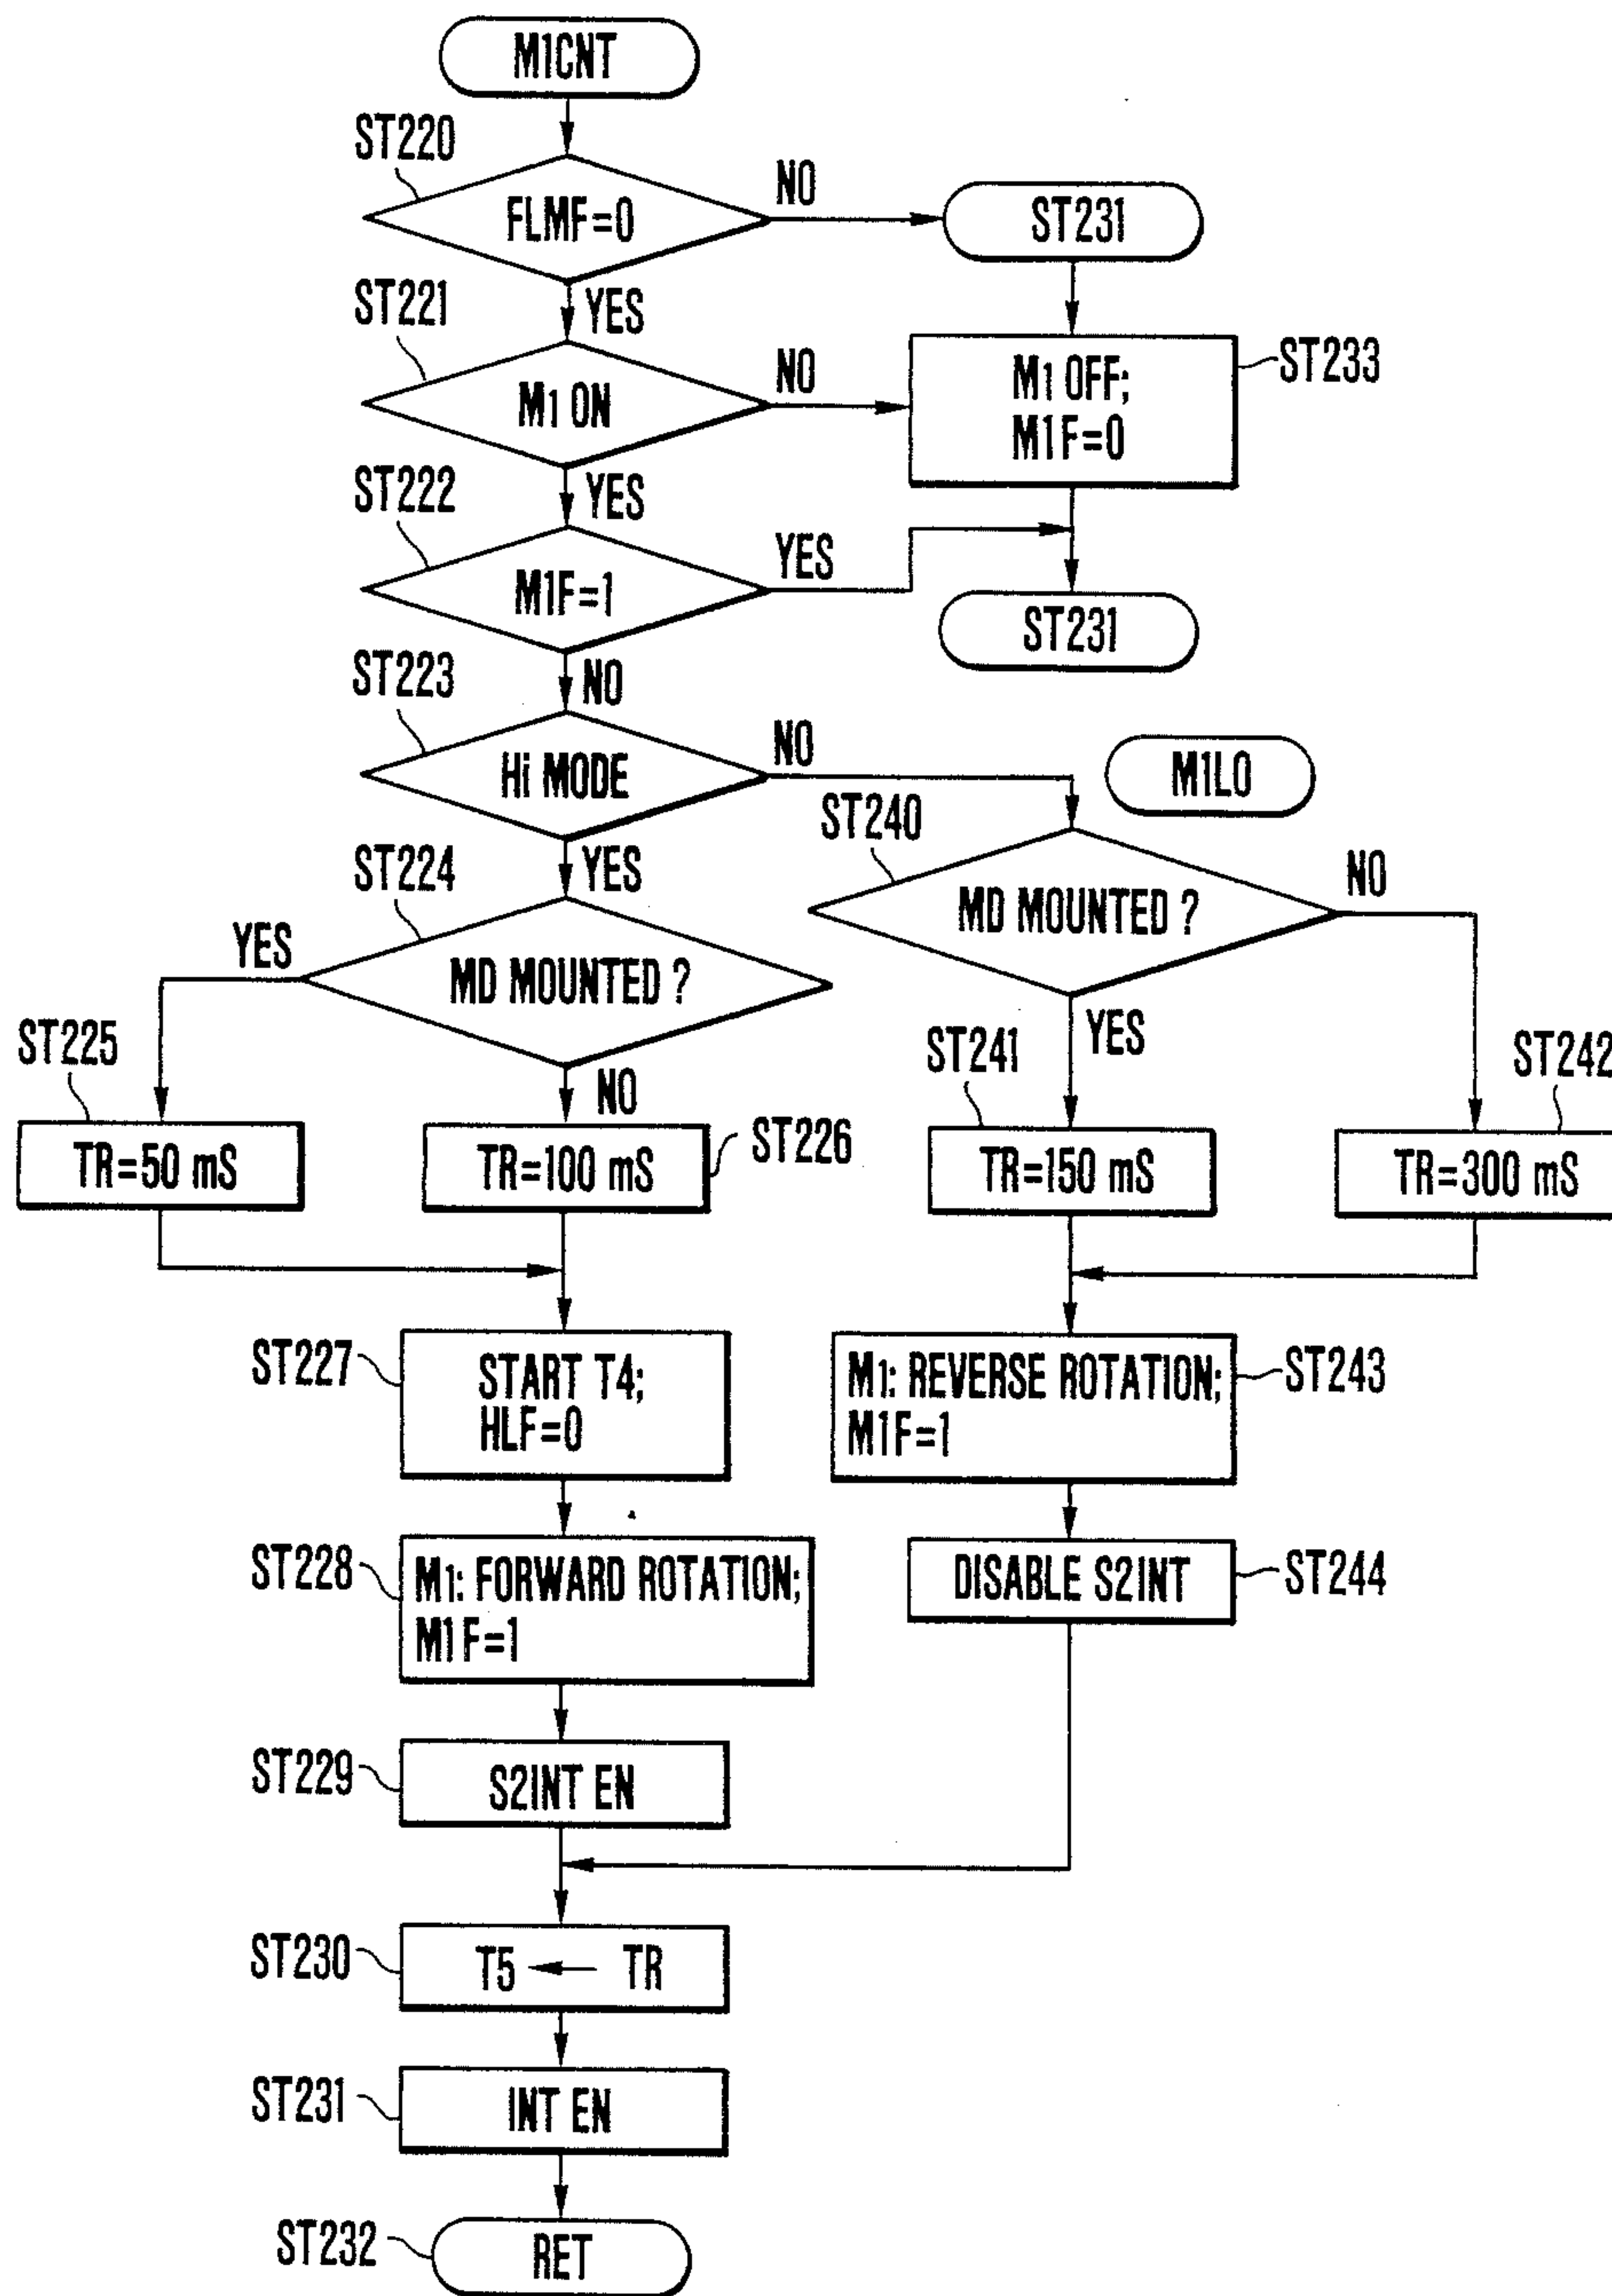 M1CNT
ST220
FLMF=0
NO
ST231
YES
ST221
M1 ON
NO
M1 OFF;
M1F=0
ST233
YES
ST222
M1F=1
YES
ST231
NO
ST223
Hi MODE
NO
M1LO
YES
ST240
MD MOUNTED ?
NO
ST224
YES
MD MOUNTED ?
NO
YES
ST225
TR=50 mS
TR=100 mS
ST226
ST241
TR=150 mS
ST242
TR=300 mS
ST227
START T4;
HLF=0
M1: REVERSE ROTATION;
M1F=1
ST243
ST228
M1: FORWARD ROTATION;
M1F=1
DISABLE S2INT
ST244
ST229
S2INT EN
ST230
T5 ← TR
ST231
INT EN
ST232
RET